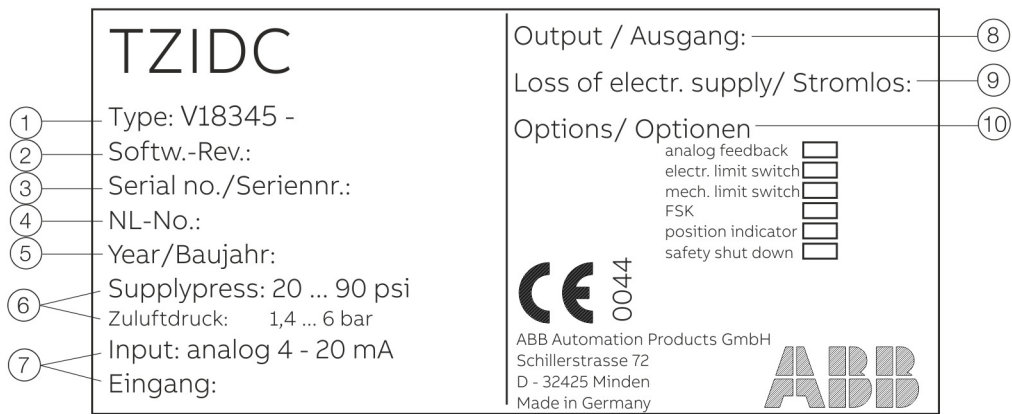 TZIDC
1 Type: V18345 -
2 Softw.-Rev.:
3 Serial no./Seriennr.:
4 NL-No.:
5 Year/Baujahr:
6 Supplypress: 20 ... 90 psi
Zuluftdruck: 1,4 ... 6 bar
7 Input: analog 4 - 20 mA
Eingang:
Output / Ausgang: 8
Loss of electr. supply/ Stromlos: 9
Options/ Optionen 10
analog feedback
electr. limit switch
mech. limit switch
FSK
position indicator
safety shut down
CE 0044
ABB Automation Products GmbH
Schillerstrasse 72
D - 32425 Minden
Made in Germany
ABB